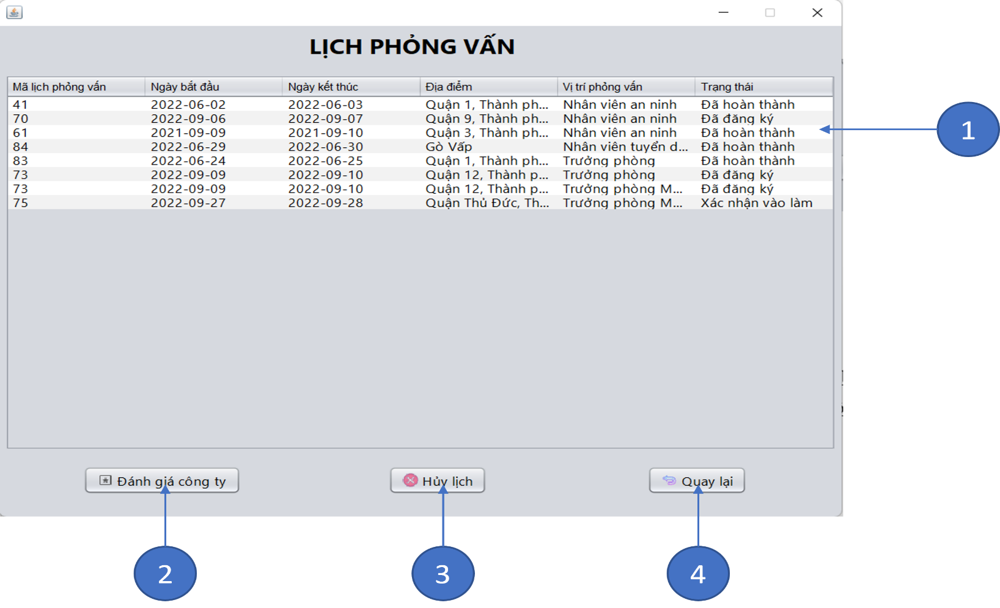 LỊCH PHỎNG VẤN
Mã lịch phỏng vấn Ngày bắt đầu Ngày kết thúc Địa điểm Vị trí phỏng vấn Trạng thái
41 2022-06-02 2022-06-03 Quận 1, Thành ph... Nhân viên an ninh Đã hoàn thành
70 2022-09-06 2022-09-07 Quận 9, Thành ph... Nhân viên an ninh Đã đăng ký
61 2021-09-09 2021-09-10 Quận 3, Thành ph... Nhân viên an ninh Đã hoàn thành
84 2022-06-29 2022-06-30 Gò Vấp Nhân viên tuyển d... Đã hoàn thành
83 2022-06-24 2022-06-25 Quận 1, Thành ph... Trưởng phòng Đã hoàn thành
73 2022-09-09 2022-09-10 Quận 12, Thành p... Trưởng phòng Đã đăng ký
73 2022-09-09 2022-09-10 Quận 12, Thành p... Trưởng phòng M... Đã đăng ký
75 2022-09-27 2022-09-28 Quận Thủ Đức, Th... Trưởng phòng M... Xác nhận vào làm
1
Đánh giá công ty Hủy lịch Quay lại
2 3 4